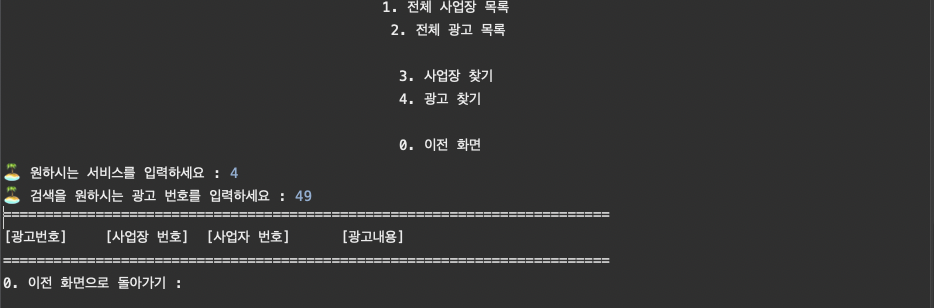 1. 전체 사업장 목록
2. 전체 광고 목록
3. 사업장 찾기
4. 광고 찾기
0. 이전 화면
🏝️ 원하시는 서비스를 입력하세요 : 4
🏝️ 검색을 원하시는 광고 번호를 입력하세요 : 49
=========================================================================
[광고번호] [사업장 번호] [사업자 번호] [광고내용]
=========================================================================
0. 이전 화면으로 돌아가기 :